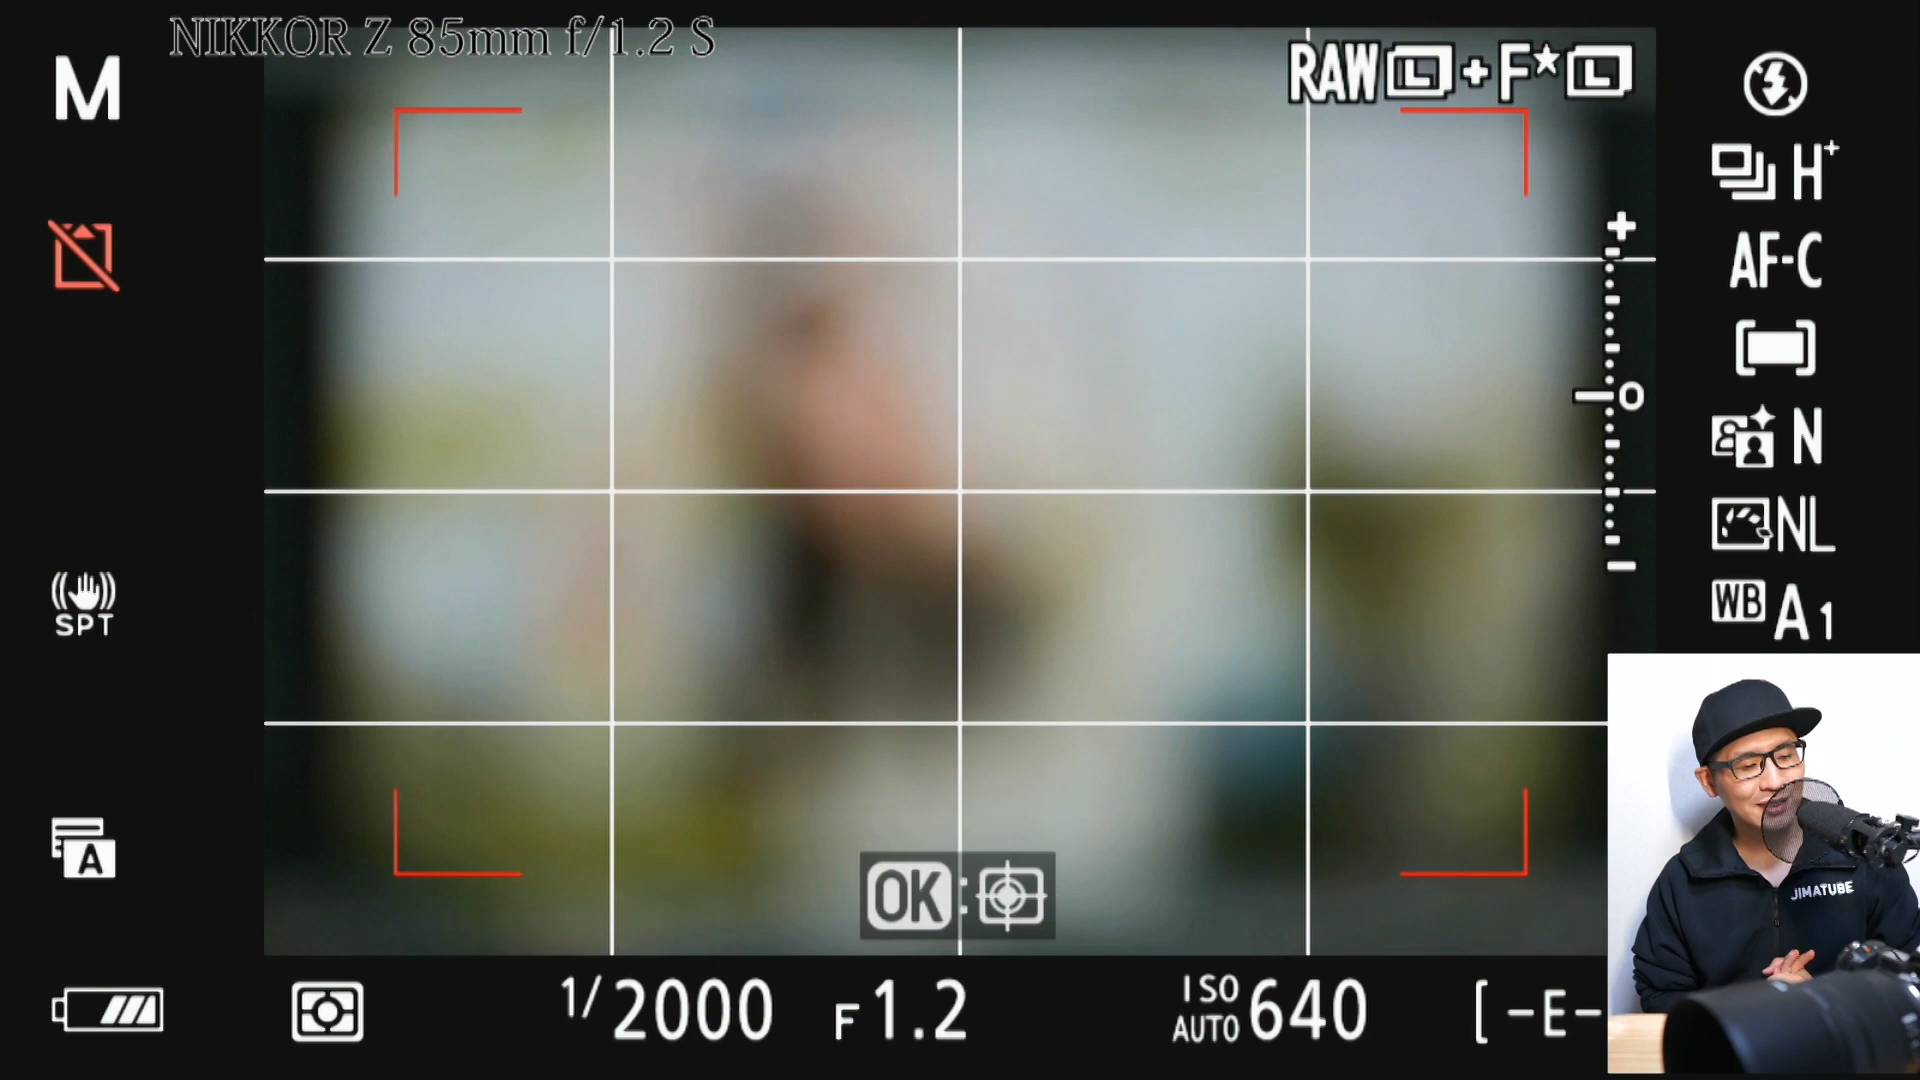 NIKKOR Z 85mm f/1.2 S
M
RAW L + F★ L
H+
AF-C
N
NL
WB A1
SPT
A
OK :
JIMATUBE
1/2000 F1.2 ISO AUTO 640 [-E-